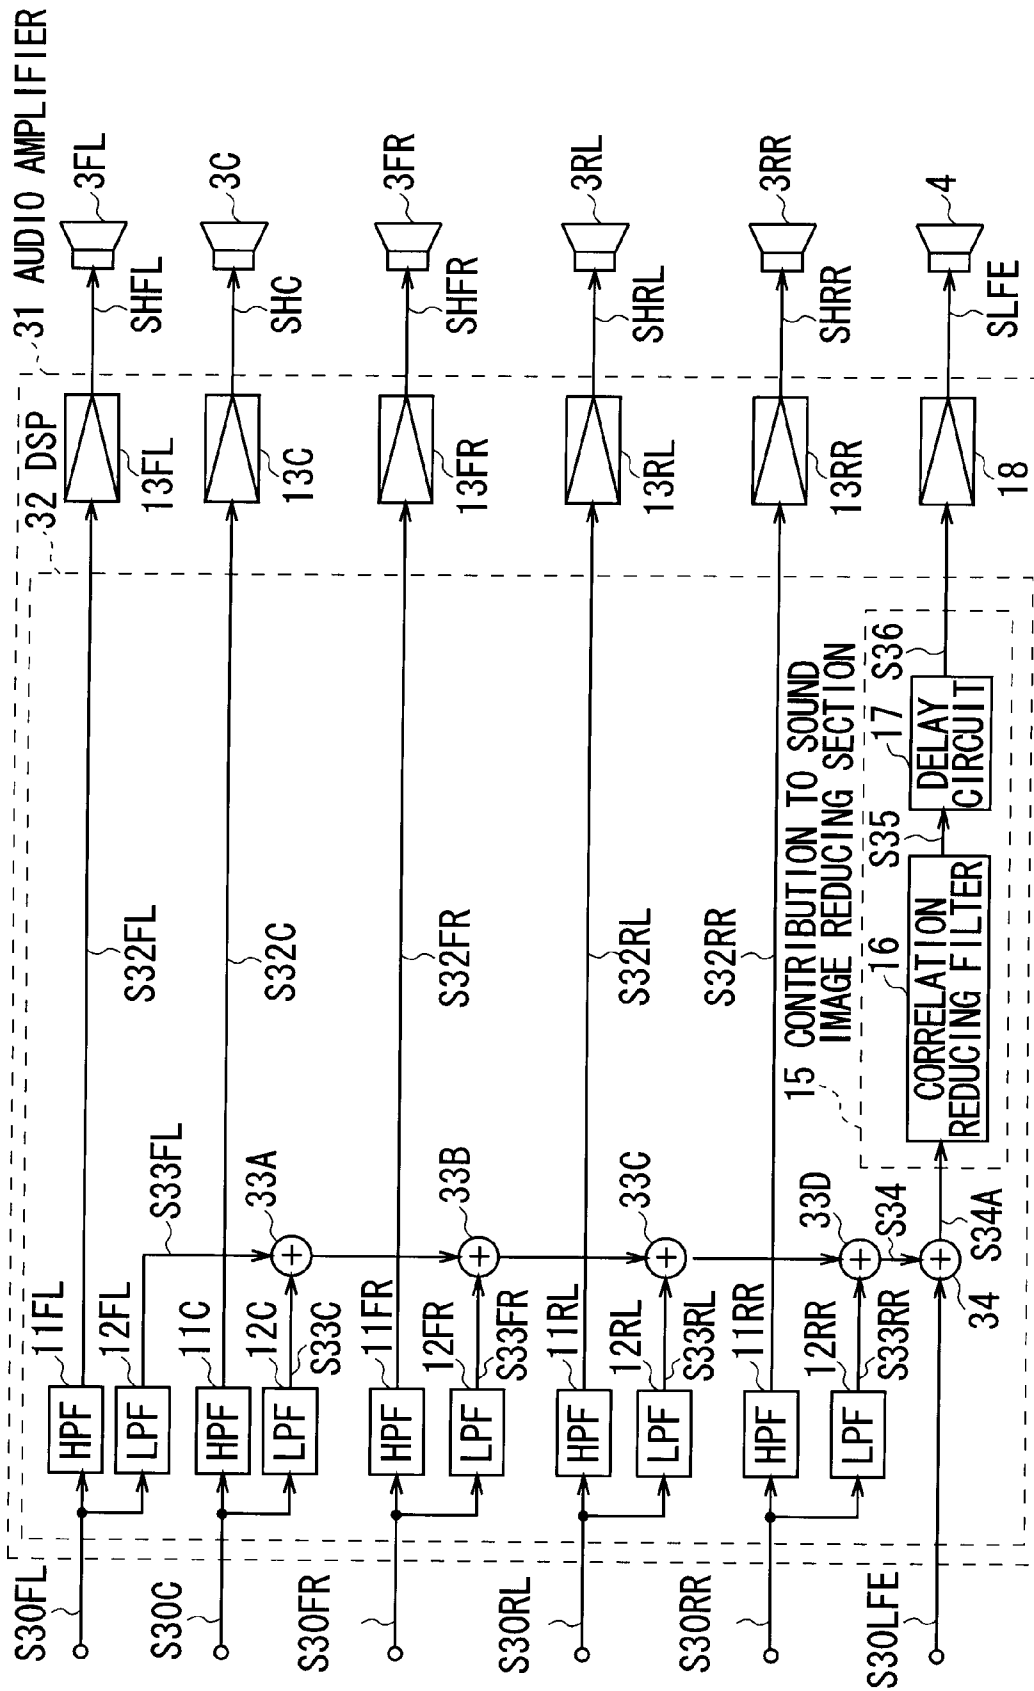 31 AUDIO AMPLIFIER
32 DSP
S30FL
11FL
HPF
12FL
LPF
S33FL
S32FL
13FL
SHFL
3FL
S30C
11C
HPF
12C
LPF
S33C
33A
S32C
13C
SHC
3C
S30FR
11FR
HPF
12FR
LPF
S33FR
33B
S32FR
13FR
SHFR
3FR
S30RL
11RL
HPF
12RL
LPF
S33RL
33C
S32RL
13RL
SHRL
3RL
S30RR
11RR
HPF
12RR
LPF
S33RR
33D
S32RR
13RR
SHRR
3RR
15 CONTRIBUTION TO SOUND
IMAGE REDUCING SECTION
S30LFE
34
S34
S34A
16
CORRELATION
REDUCING FILTER
S35
17
DELAY
CIRCUIT
S36
18
SLFE
4